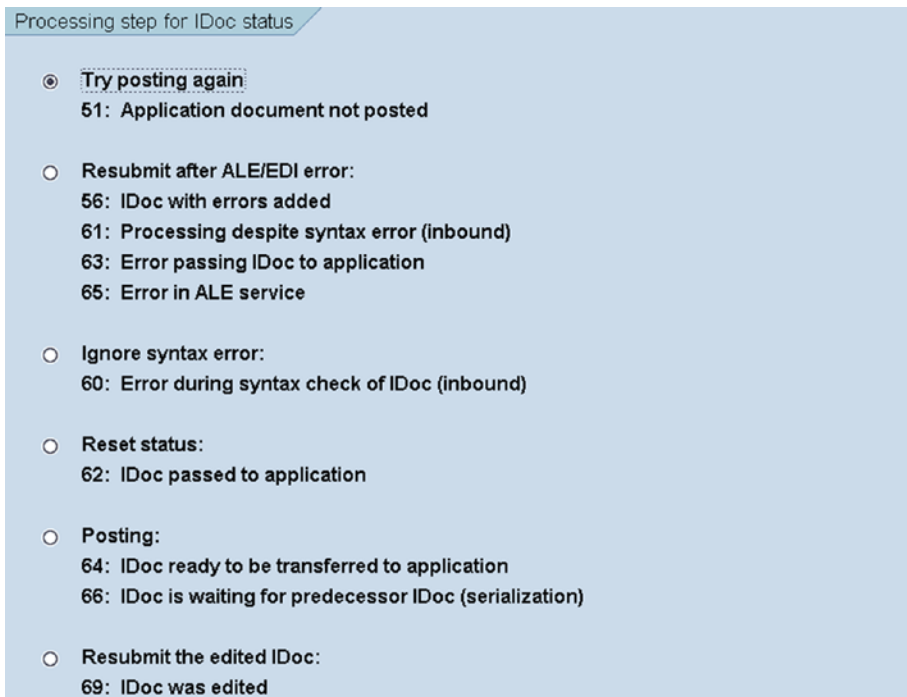 Processing step for IDoc status
Try posting again
51: Application document not posted
Resubmit after ALE/EDI error:
56: IDoc with errors added
61: Processing despite syntax error (inbound)
63: Error passing IDoc to application
65: Error in ALE service
Ignore syntax error:
60: Error during syntax check of IDoc (inbound)
Reset status:
62: IDoc passed to application
Posting:
64: IDoc ready to be transferred to application
66: IDoc is waiting for predecessor IDoc (serialization)
Resubmit the edited IDoc:
69: IDoc was edited